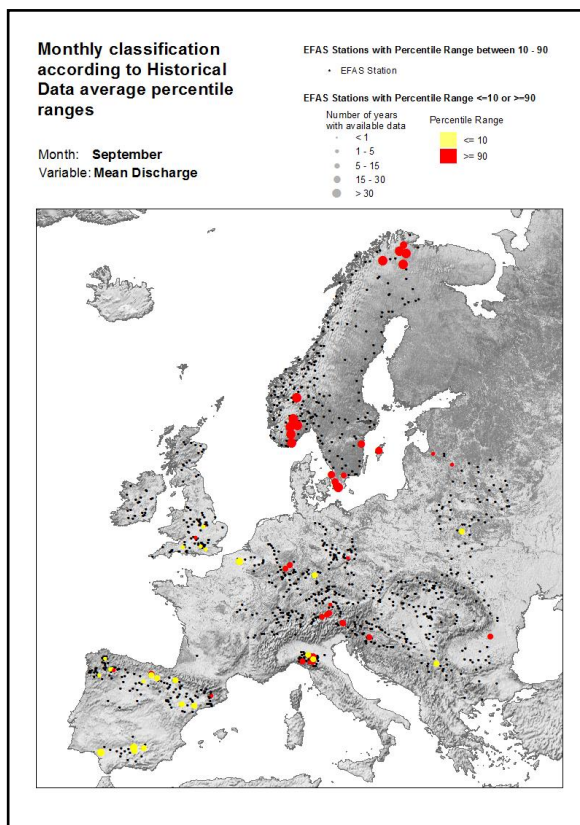 Monthly classification
according to Historical
Data average percentile
ranges
Month: September
Variable: Mean Discharge
EFAS Stations with Percentile Range between 10 - 90
EFAS Station
EFAS Stations with Percentile Range <=10 or >=90
Number of years
with available data
< 1
1 - 5
5 - 15
15 - 30
> 30
Percentile Range
<= 10
>= 90